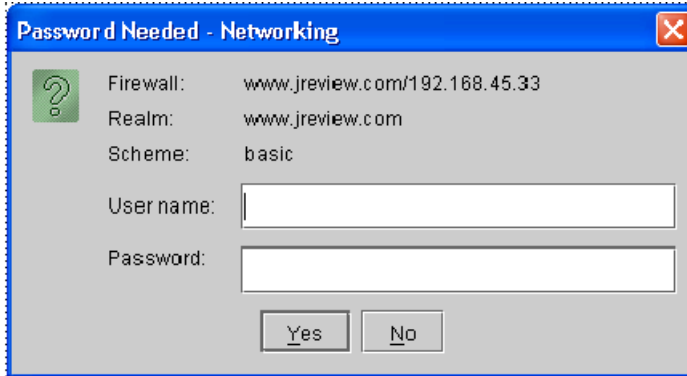 Password Needed - Networking
Firewall: www.jreview.com/192.168.45.33
Realm: www.jreview.com
Scheme: basic
User name:
Password:
Yes No